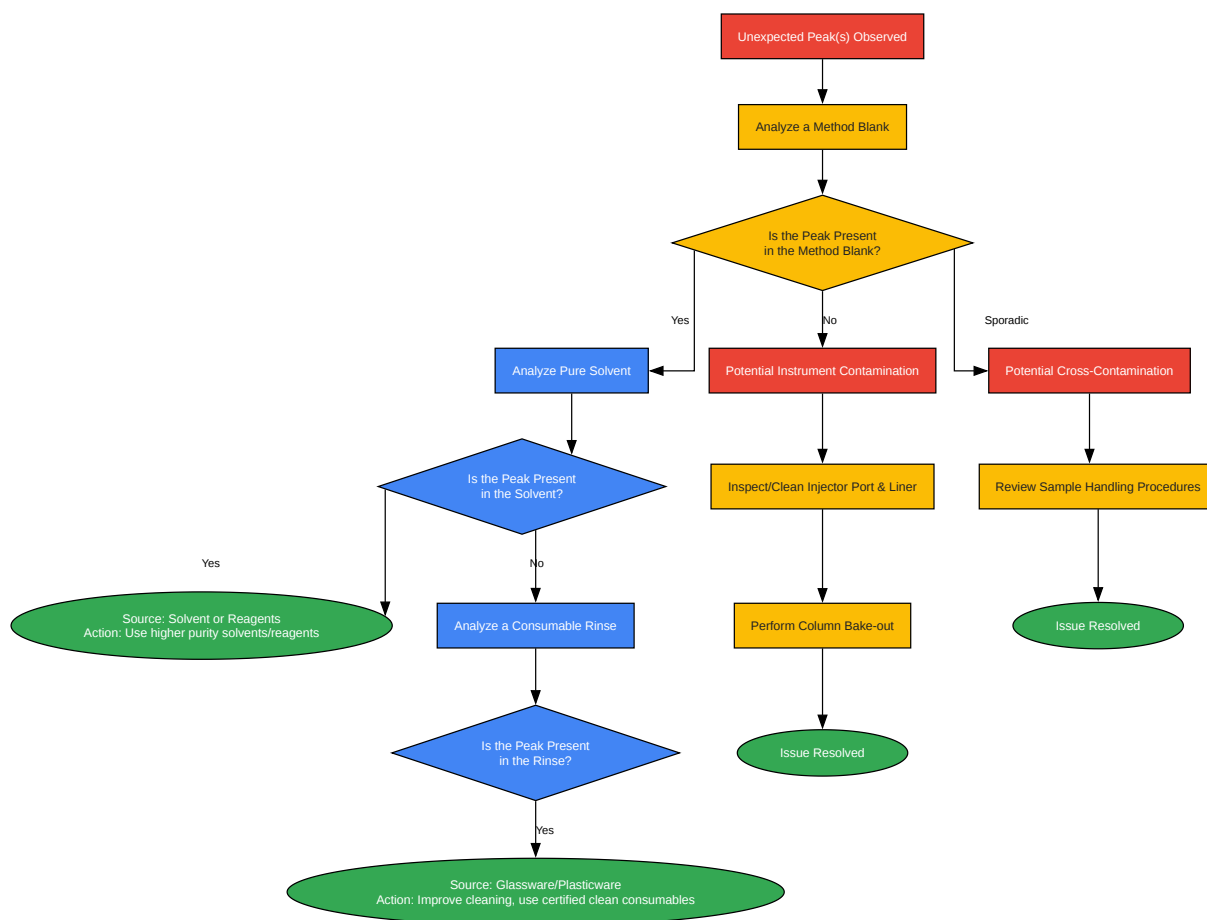 Unexpected Peak(s) Observed
Analyze a Method Blank
Is the Peak Present
in the Method Blank?
Yes
No
Sporadic
Analyze Pure Solvent
Potential Instrument Contamination
Potential Cross-Contamination
Is the Peak Present
in the Solvent?
Inspect/Clean Injector Port & Liner
Review Sample Handling Procedures
Yes
No
Source: Solvent or Reagents
Action: Use higher purity solvents/reagents
Analyze a Consumable Rinse
Perform Column Bake-out
Issue Resolved
Is the Peak Present
in the Rinse?
Issue Resolved
Yes
Source: Glassware/Plasticware
Action: Improve cleaning, use certified clean consumables